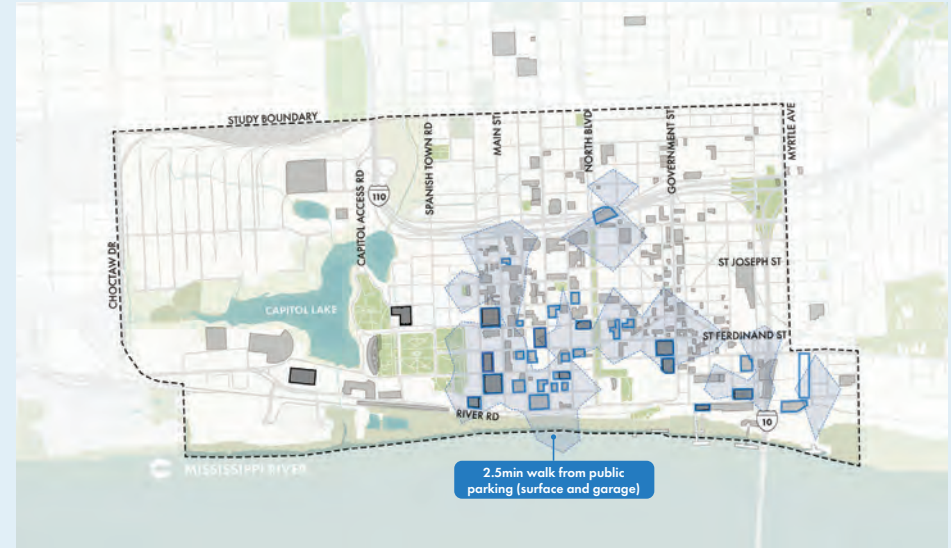 STUDY BOUNDARY
MAIN ST
NORTH BLVD
GOVERNMENT ST
MYRTLE AVE
SPANISH TOWN RD
CAPITOL ACCESS RD
110
CHOCTAW DR
ST JOSEPH ST
CAPITOL LAKE
ST FERDINAND ST
RIVER RD
10
MISSISSIPPI RIVER
2.5min walk from public
parking (surface and garage)